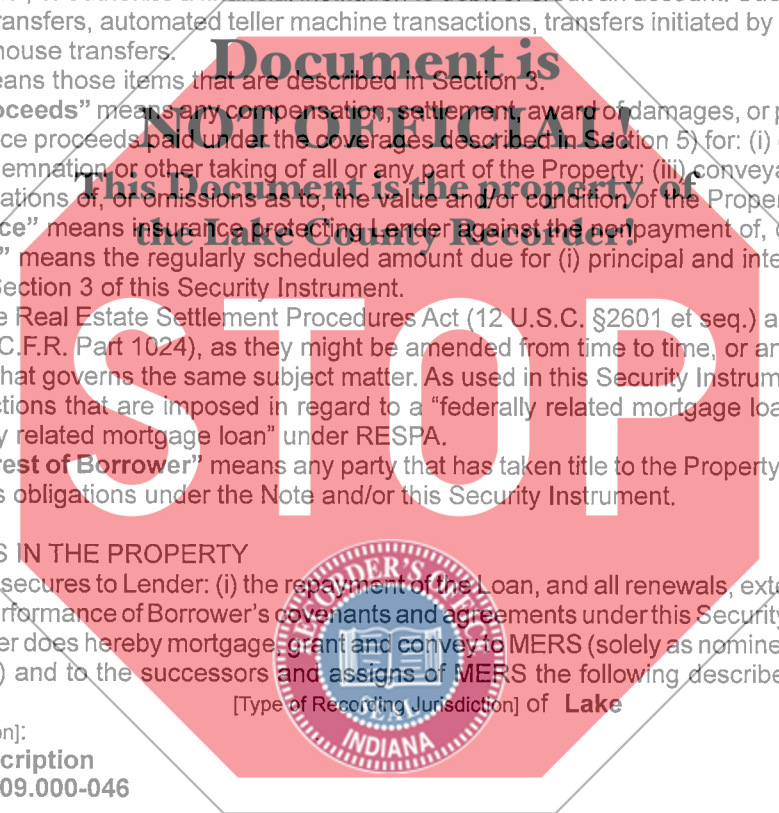 ransfers, automated teller machine transactions, transfers initiated by
house transfers.
Document is
eans those items that are described in Section 3.
oceeds” means any compensation, settlement, award of damages, or p
NOT OFFICIAL!
ce proceeds paid under the coverages described in Section 5) for: (i)
emnation or other taking of all or any part of the Property; (iii) conveya
This Document is the property of
ations of, or omissions as to, the value and/or condition of the Proper
ce” means insurance protecting Lender against the nonpayment of,
the Lake County Recorder!
” means the regularly scheduled amount due for (i) principal and inte
Section 3 of this Security Instrument.
e Real Estate Settlement Procedures Act (12 U.S.C. §2601 et seq.) a
C.F.R. Part 1024), as they might be amended from time to time, or an
hat governs the same subject matter. As used in this Security Instrum
tions that are imposed in regard to a “federally related mortgage loa
y related mortgage loan” under RESPA.
STOP
rest of Borrower” means any party that has taken title to the Property
s obligations under the Note and/or this Security Instrument.
S IN THE PROPERTY
secures to Lender: (i) the repayment of the Loan, and all renewals, exte
erformance of Borrower’s covenants and agreements under this Security
er does hereby mortgage, grant and convey to MERS (solely as nomine
) and to the successors and assigns of MERS the following describe
RECORDER'S OFFICE
SEAL
INDIANA
[Type of Recording Jurisdiction] of Lake
on]:
cription
09.000-046